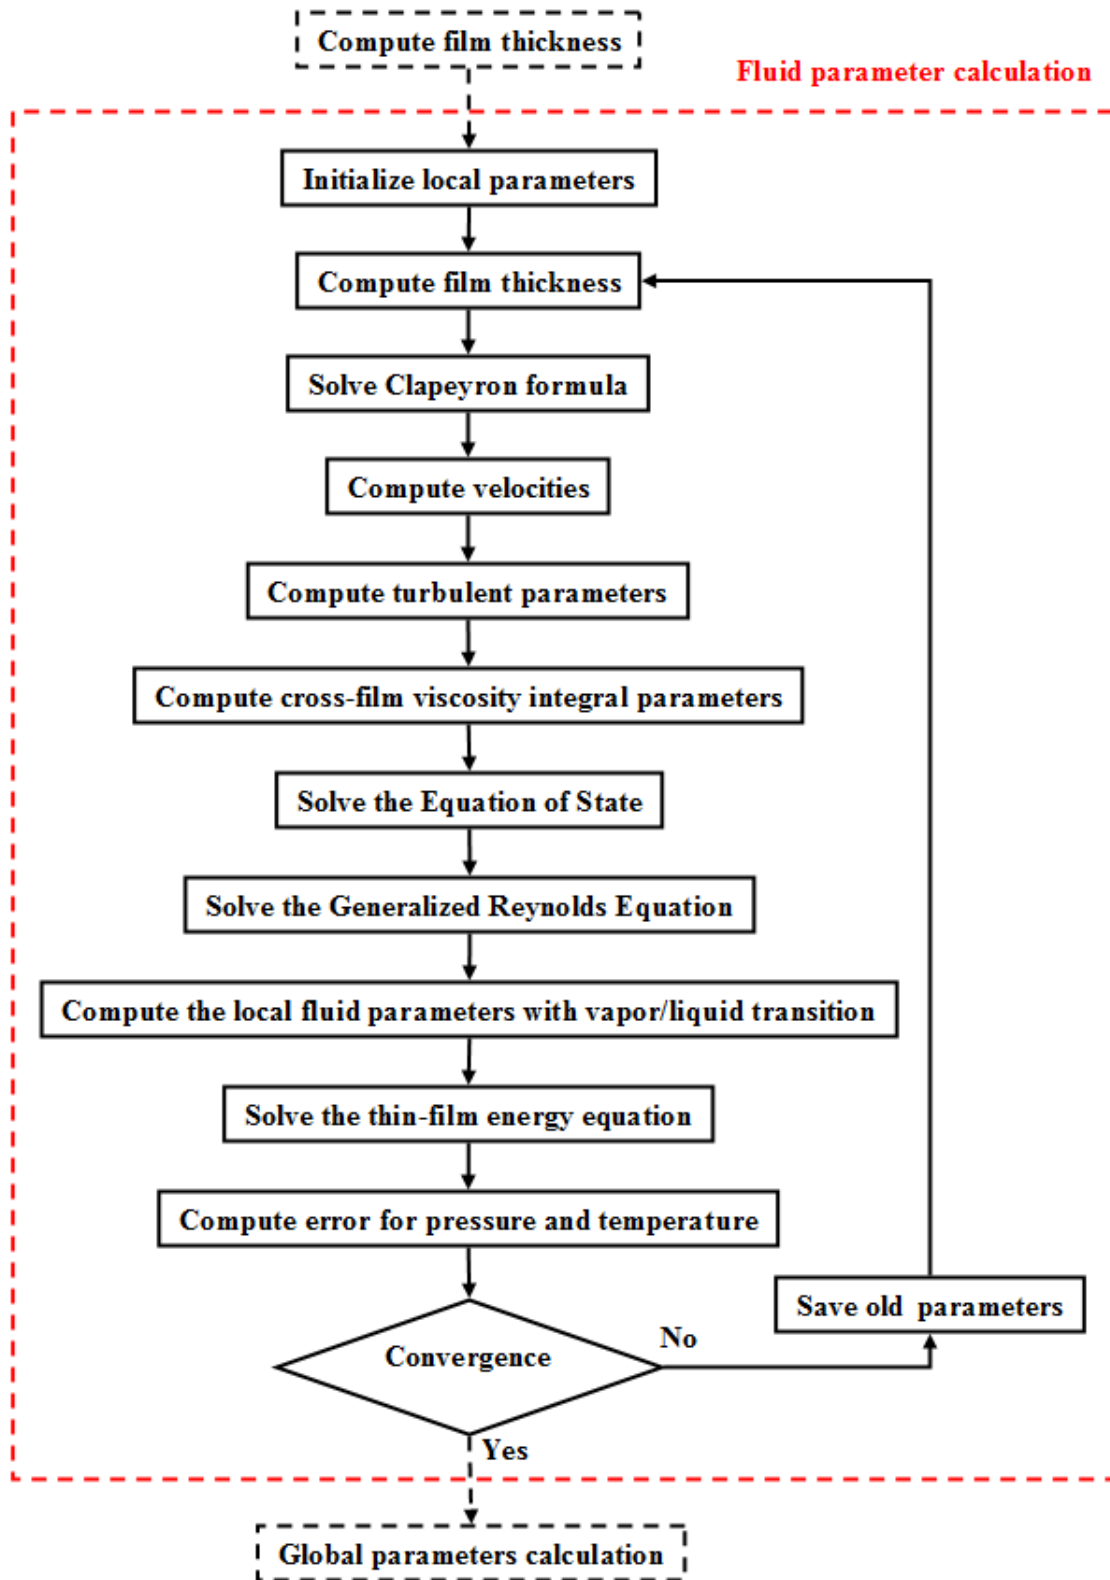 Compute film thickness
Fluid parameter calculation
Initialize local parameters
Compute film thickness
Solve Clapeyron formula
Compute velocities
Compute turbulent parameters
Compute cross-film viscosity integral parameters
Solve the Equation of State
Solve the Generalized Reynolds Equation
Compute the local fluid parameters with vapor/liquid transition
Solve the thin-film energy equation
Compute error for pressure and temperature
Save old parameters
No
Convergence
Yes
Global parameters calculation